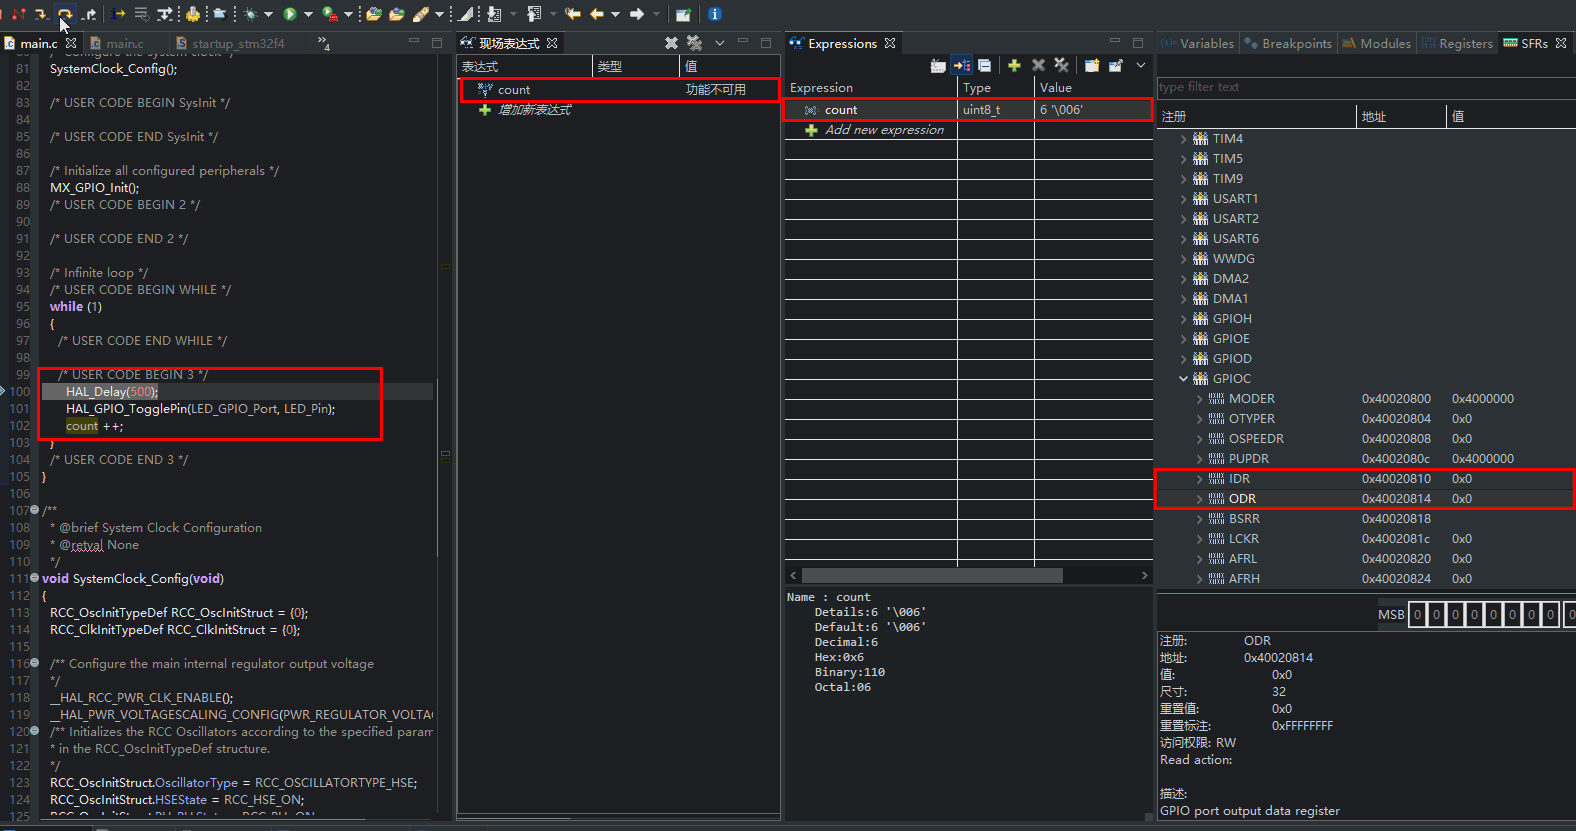 main.c
main.c
startup_stm32f4
»4
81 SystemClock_Config();
82
83 /* USER CODE BEGIN SysInit */
84
85 /* USER CODE END SysInit */
86
87 /* Initialize all configured peripherals */
88 MX_GPIO_Init();
89 /* USER CODE BEGIN 2 */
90
91 /* USER CODE END 2 */
92
93 /* Infinite loop */
94 /* USER CODE BEGIN WHILE */
95 while (1)
96 {
97 /* USER CODE END WHILE */
98
99 /* USER CODE BEGIN 3 */
100 HAL_Delay(500);
101 HAL_GPIO_TogglePin(LED_GPIO_Port, LED_Pin);
102 count ++;
103 }
104 /* USER CODE END 3 */
105 }
106
107 /**
108 * @brief System Clock Configuration
109 * @retval None
110 */
111 void SystemClock_Config(void)
112 {
113 RCC_OscInitTypeDef RCC_OscInitStruct = {0};
114 RCC_ClkInitTypeDef RCC_ClkInitStruct = {0};
115
116 /** Configure the main internal regulator output voltage
117 */
118 __HAL_RCC_PWR_CLK_ENABLE();
119 __HAL_PWR_VOLTAGESCALING_CONFIG(PWR_REGULATOR_VOLTA
120 /** Initializes the RCC Oscillators according to the specified param
121 * in the RCC_OscInitTypeDef structure.
122 */
123 RCC_OscInitStruct.OscillatorType = RCC_OSCILLATORTYPE_HSE;
124 RCC_OscInitStruct.HSEState = RCC_HSE_ON;
125
现场表达式
表达式 类型 值
count 功能不可用
增加新表达式
Expressions
Expression Type Value
count uint8_t 6 '\006'
Add new expression
Name : count
Details:6 '\006'
Default:6 '\006'
Decimal:6
Hex:0x6
Binary:110
Octal:06
Variables Breakpoints Modules Registers SFRs
type filter text
注册 地址 值
TIM4
TIM5
TIM9
USART1
USART2
USART6
WWDG
DMA2
DMA1
GPIOH
GPIOE
GPIOD
GPIOC
MODER 0x40020800 0x4000000
OTYPER 0x40020804 0x0
OSPEEDR 0x40020808 0x0
PUPDR 0x4002080c 0x4000000
IDR 0x40020810 0x0
ODR 0x40020814 0x0
BSRR 0x40020818
LCKR 0x4002081c 0x0
AFRL 0x40020820 0x0
AFRH 0x40020824 0x0
MSB 0 0 0 0 0 0 0 0 0
注册: ODR
地址: 0x40020814
值: 0x0
尺寸: 32
重置值: 0x0
重置标注: 0xFFFFFFFF
访问权限: RW
Read action:
描述:
GPIO port output data register